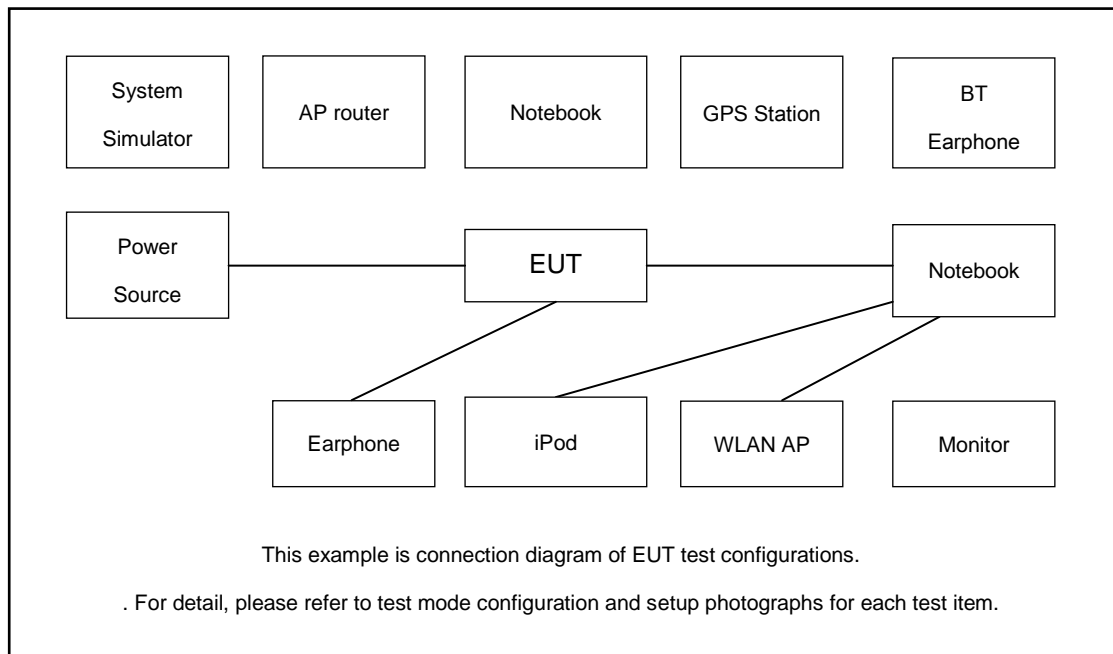 System
Simulator
AP router
Notebook
GPS Station
BT
Earphone
Power
Source
EUT
Notebook
Earphone
iPod
WLAN AP
Monitor
This example is connection diagram of EUT test configurations.
. For detail, please refer to test mode configuration and setup photographs for each test item.